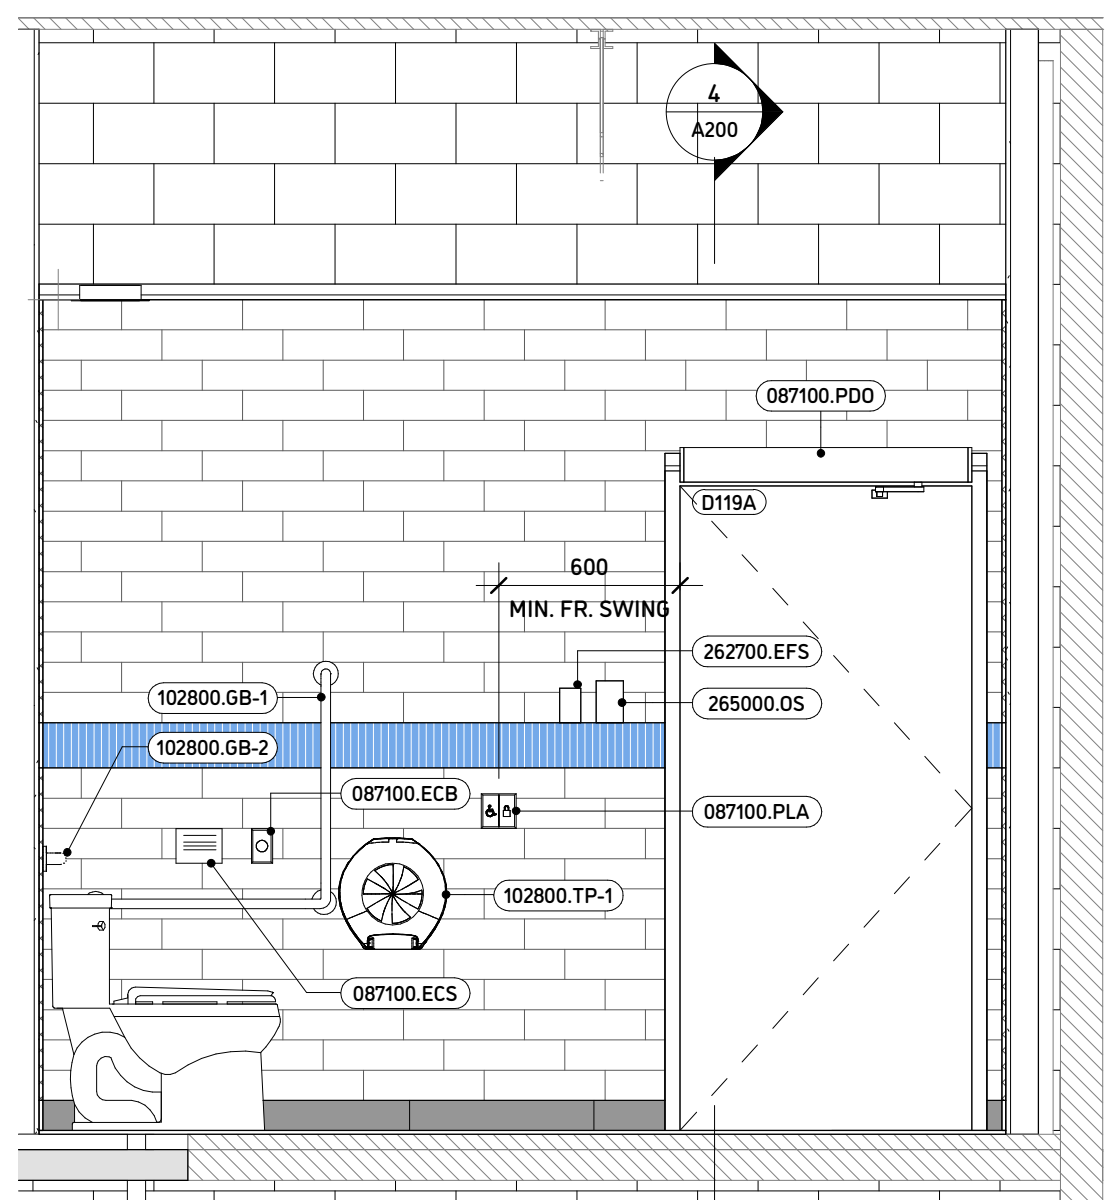 4
A200
087100.PDO
D119A
600
MIN. FR. SWING
262700.EFS
102800.GB-1
265000.OS
102800.GB-2
087100.ECB
087100.PLA
102800.TP-1
087100.ECS